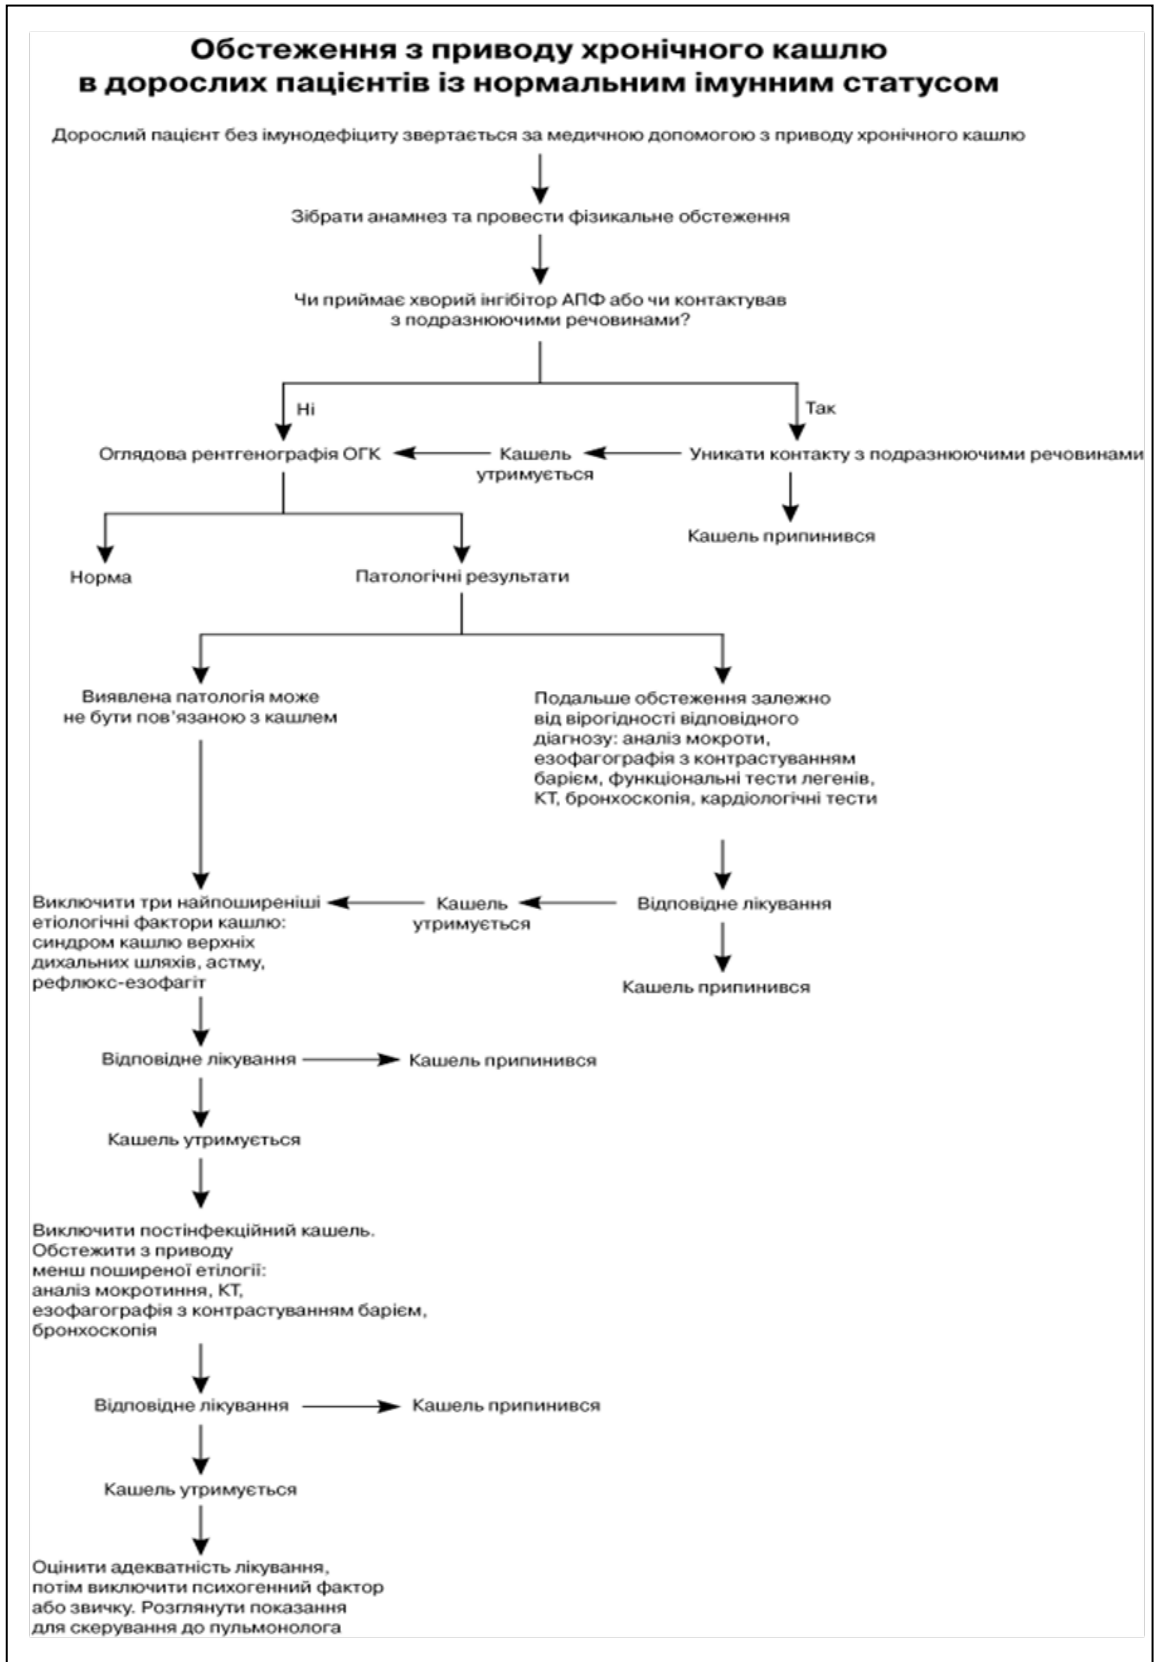 Обстеження з приводу хронічного кашлю
в дорослих пацієнтів із нормальним імунним статусом
Дорослий пацієнт без імунодефіциту звертається за медичною допомогою з приводу хронічного кашлю
Зібрати анамнез та провести фізикальне обстеження
Чи приймає хворий інгібітор АПФ або чи контактував
з подразнюючими речовинами?
Ні
Так
Оглядова рентгенографія ОГК
Кашель
утримується
Уникати контакту з подразнюючими речовинами
Кашель припинився
Норма
Патологічні результати
Виявлена патологія може
не бути пов’язаною з кашлем
Подальше обстеження залежно
від вірогідності відповідного
діагнозу: аналіз мокроти,
езофагографія з контрастуванням
барієм, функціональні тести легенів,
КТ, бронхоскопія, кардіологічні тести
Виключити три найпоширеніші
етіологічні фактори кашлю:
синдром кашлю верхніх
дихальних шляхів, астму,
рефлюкс-езофагіт
Кашель
утримується
Відповідне лікування
Кашель припинився
Відповідне лікування
Кашель припинився
Кашель утримується
Виключити постінфекційний кашель.
Обстежити з приводу
менш поширеної етілогії:
аналіз мокротиння, КТ,
езофагографія з контрастуванням барієм,
бронхоскопія
Відповідне лікування
Кашель припинився
Кашель утримується
Оцінити адекватність лікування,
потім виключити психогенний фактор
або звичку. Розглянути показання
для скерування до пульмонолога